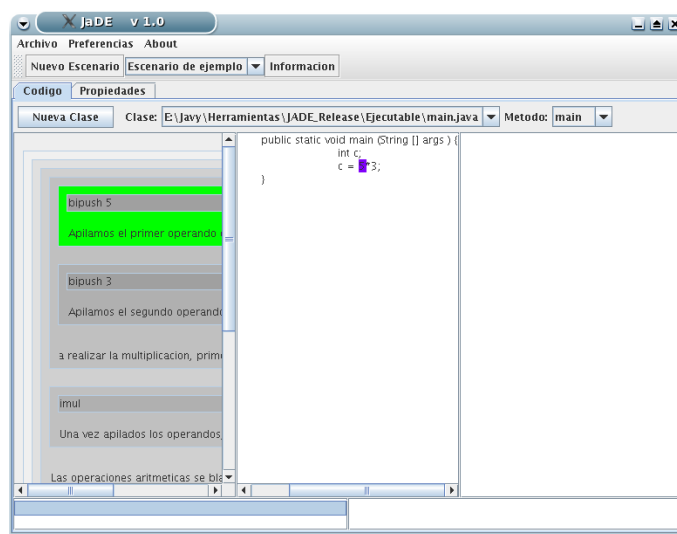 JaDE v 1.0
Archivo Preferencias About
Nuevo Escenario Escenario de ejemplo Informacion
Codigo Propiedades
Nueva Clase Clase: E:\Javy\Herramientas\JADE_Release\Ejecutable\main.java Metodo: main
bipush 5
Apilamos el primer operando
bipush 3
Apilamos el segundo operando
a realizar la multiplicacion, prime
imul
Una vez apilados los operandos,
Las operaciones aritmeticas se bla
public static void main (String [] args ) {
int c;
c = 5*3;
}